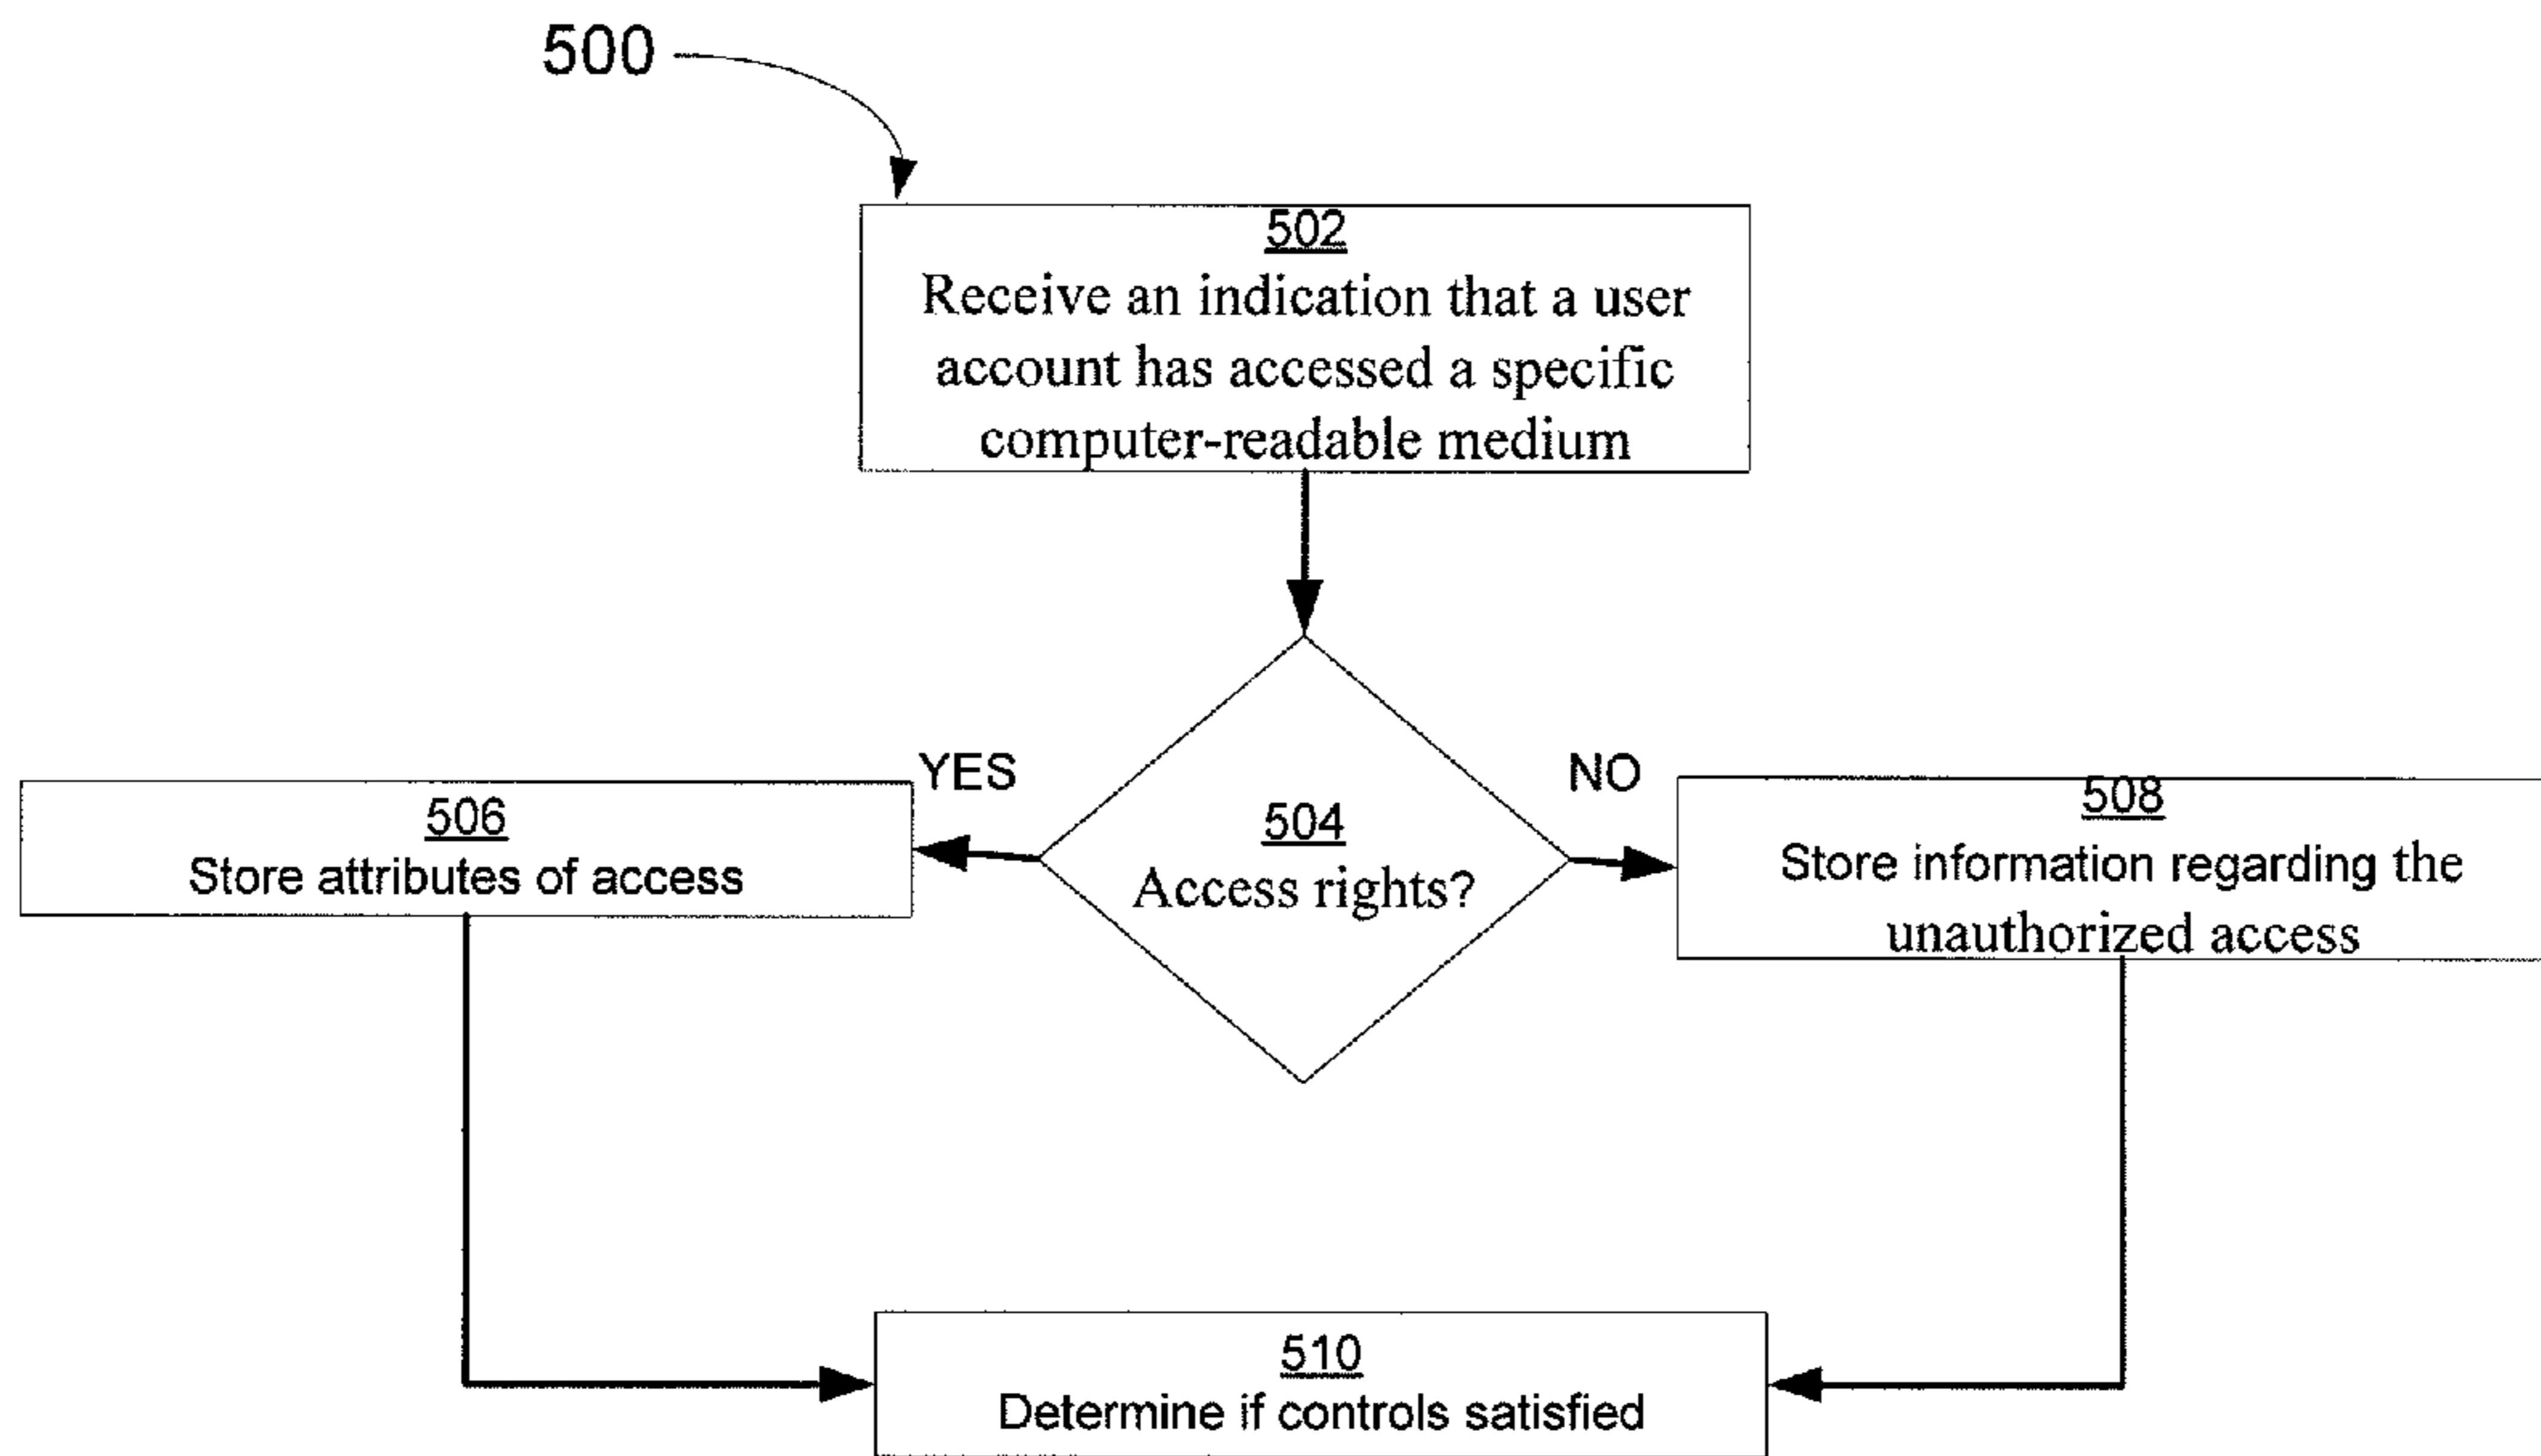 500
502
Receive an indication that a user
account has accessed a specific
computer-readable medium
YES
NO
506
Store attributes of access
504
Access rights?
508
Store information regarding the
unauthorized access
510
Determine if controls satisfied